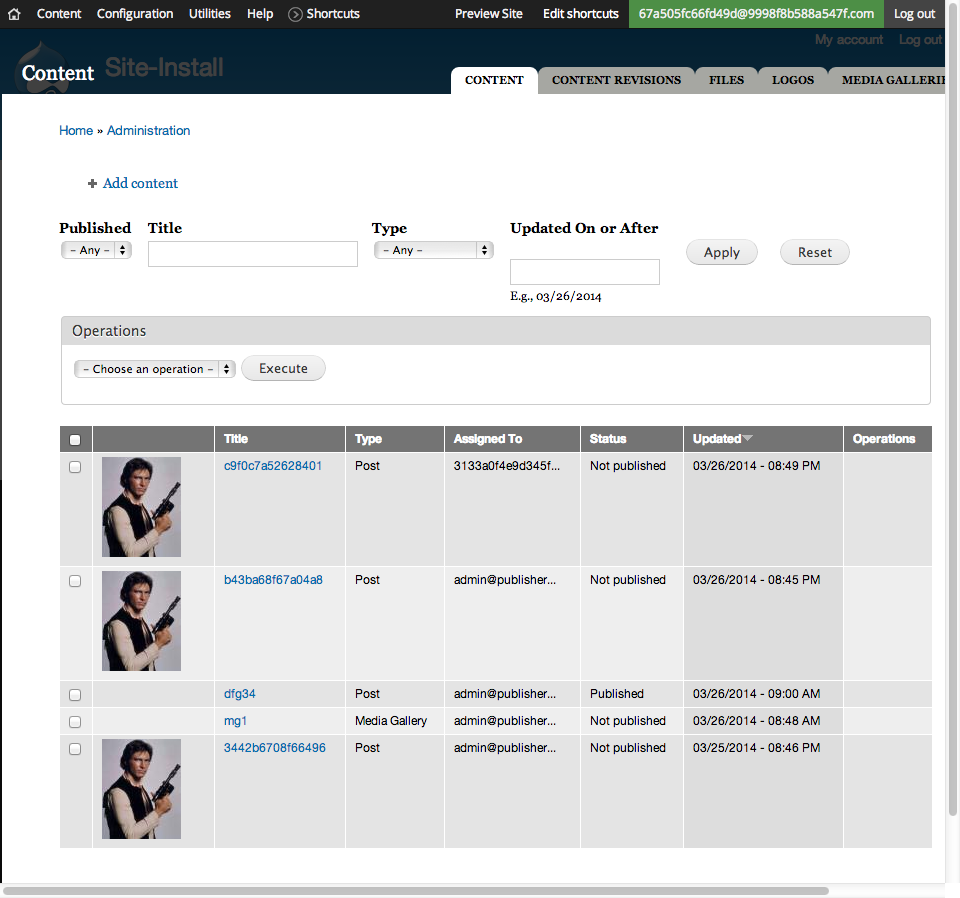 Content Configuration Utilities Help Shortcuts Preview Site Edit shortcuts 67a505fc66fd49d@9998f8b588a547f.com Log out
My account Log out
Content Site-Install
CONTENT CONTENT REVISIONS FILES LOGOS MEDIA GALLERIE
Home » Administration
Add content
Published Title Type Updated On or After
- Any - - Any - Apply Reset
E.g., 03/26/2014
Operations
- Choose an operation - Execute
Title Type Assigned To Status Updated Operations
c9f0c7a52628401 Post 3133a0f4e9d345f... Not published 03/26/2014 - 08:49 PM
b43ba68f67a04a8 Post admin@publisher... Not published 03/26/2014 - 08:45 PM
dfg34 Post admin@publisher... Published 03/26/2014 - 09:00 AM
mg1 Media Gallery admin@publisher... Not published 03/26/2014 - 08:48 AM
3442b6708f66496 Post admin@publisher... Not published 03/25/2014 - 08:46 PM